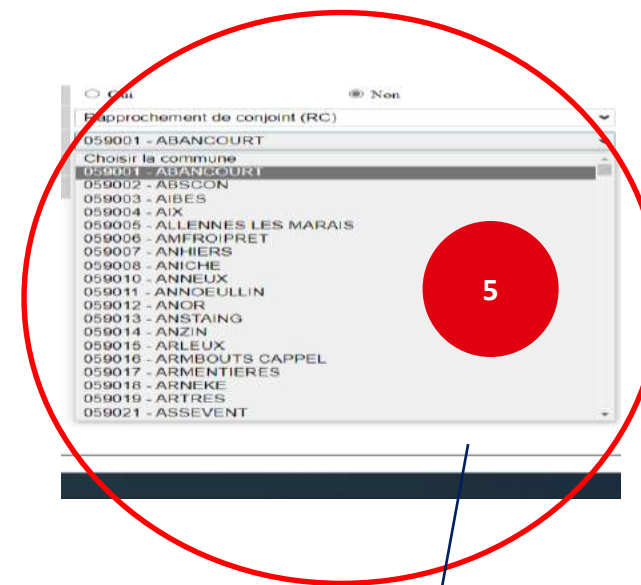 Oui Non
Rapprochement de conjoint (RC)
059001 - ABANCOURT
Choisir la commune
059001 - ABANCOURT
059002 - ABSCON
059003 - AIBES
059004 - AIX
059005 - ALLENNES LES MARAIS
059006 - AMFROIPRET
059007 - ANHIERS
059008 - ANICHE
059010 - ANNEUX
059011 - ANNOEULLIN
059012 - ANOR
059013 - ANSTAING
059014 - ANZIN
059015 - ARLEUX
059016 - ARMBOUTS CAPPEL
059017 - ARMENTIERES
059018 - ARNEKE
059019 - ARTRES
059021 - ASSEVENT
5